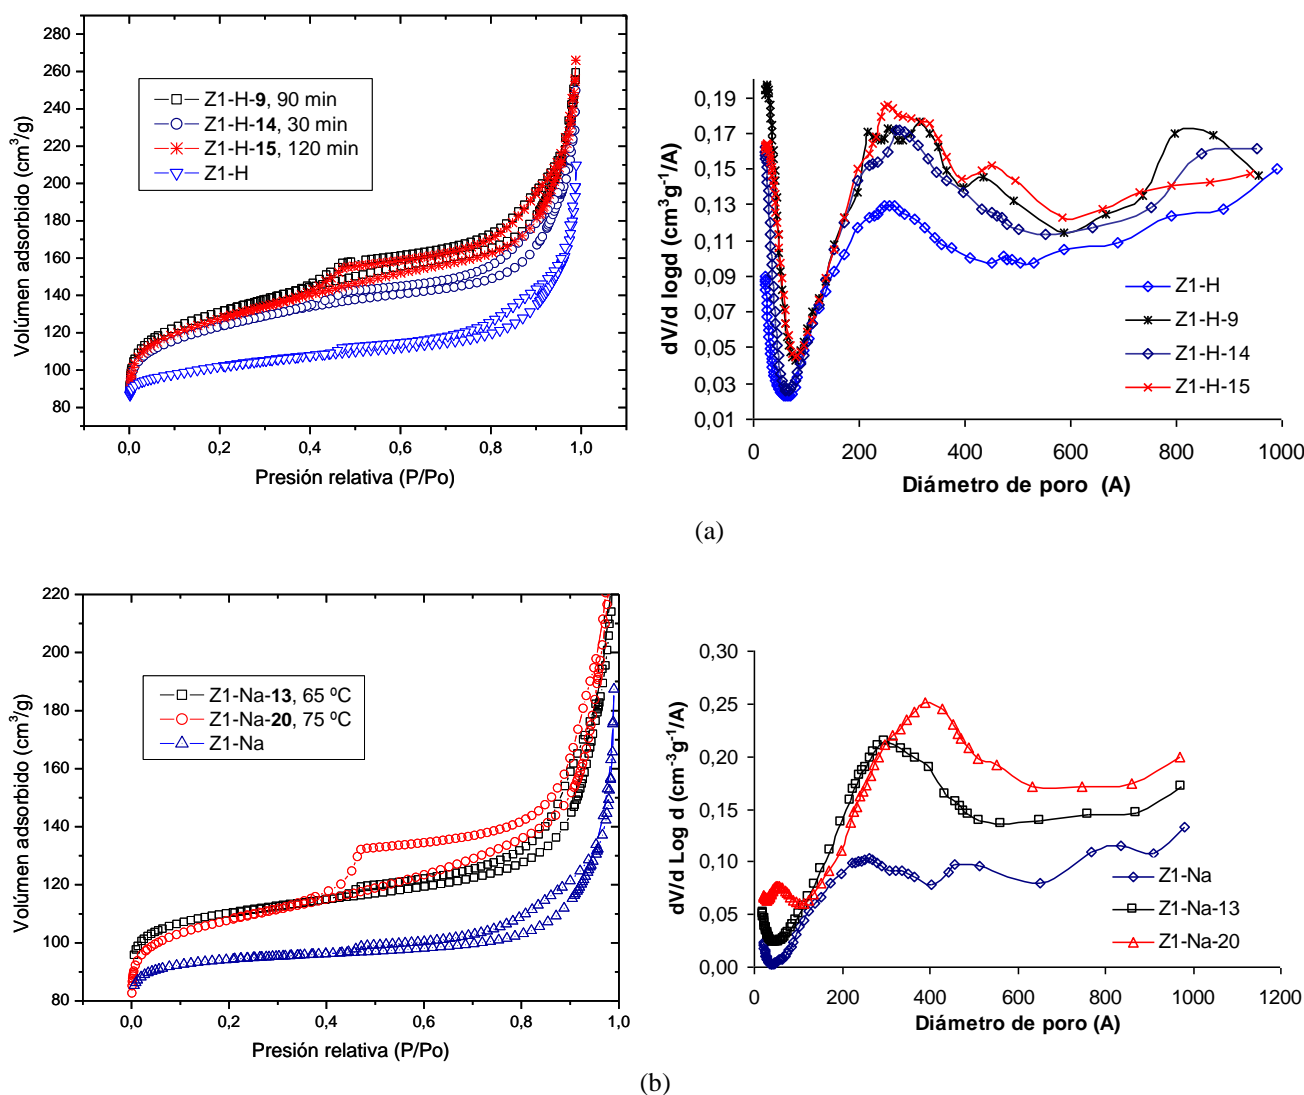 280
260
240
220
200
180
160
140
120
100
80
Volúmen adsorbido (cm³/g)
Z1-H-9, 90 min
Z1-H-14, 30 min
Z1-H-15, 120 min
Z1-H
0,0 0,2 0,4 0,6 0,8 1,0
Presión relativa (P/Po)
0,19
0,17
0,15
0,13
0,11
0,09
0,07
0,05
0,03
0,01
dV/d logd (cm³g⁻¹/A)
Z1-H
Z1-H-9
Z1-H-14
Z1-H-15
0 200 400 600 800 1000
Diámetro de poro (A)
(a)
220
200
180
160
140
120
100
80
Volúmen adsorbido (cm³/g)
Z1-Na-13, 65 ºC
Z1-Na-20, 75 ºC
Z1-Na
0,0 0,2 0,4 0,6 0,8 1,0
Presión relativa (P/Po)
0,30
0,25
0,20
0,15
0,10
0,05
0,00
dV/d Log d (cm⁻³g⁻¹/A)
Z1-Na
Z1-Na-13
Z1-Na-20
0 200 400 600 800 1000 1200
Diámetro de poro (A)
(b)